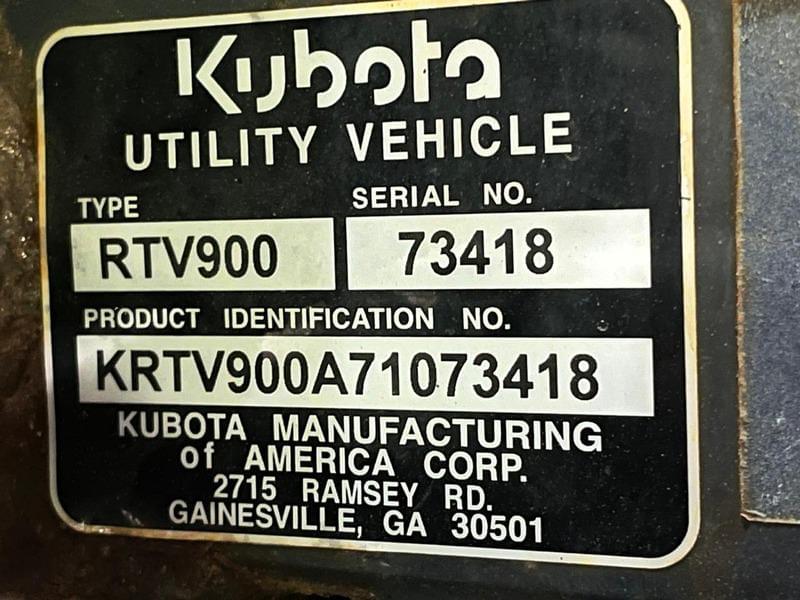 Kubota
UTILITY VEHICLE
TYPE SERIAL NO.
RTV900 73418
PRODUCT IDENTIFICATION NO.
KRTV900A71073418
KUBOTA MANUFACTURING
of AMERICA CORP.
2715 RAMSEY RD.
GAINESVILLE, GA 30501